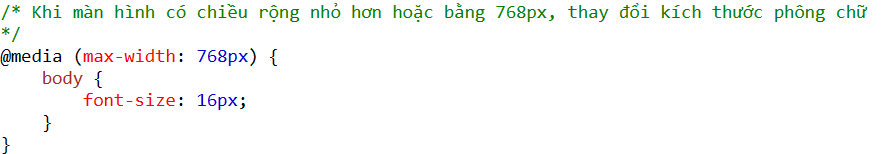 /* Khi màn hình có chiều rộng nhỏ hơn hoặc bằng 768px, thay đổi kích thước phông chữ
*/
@media (max-width: 768px) {
    body {
        font-size: 16px;
    }
}